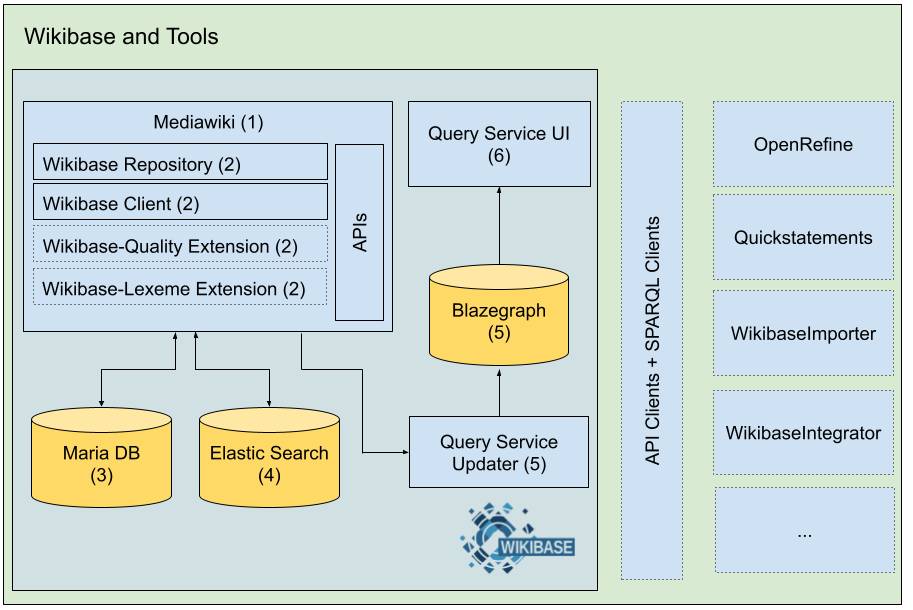 Wikibase and Tools
Mediawiki (1)
Wikibase Repository (2)
Wikibase Client (2)
Wikibase-Quality Extension (2)
Wikibase-Lexeme Extension (2)
APIs
Maria DB
(3)
Elastic Search
(4)
Query Service UI
(6)
Blazegraph
(5)
Query Service
Updater (5)
WIKIBASE
API Clients + SPARQL Clients
OpenRefine
Quickstatements
WikibaseImporter
WikibaseIntegrator
...